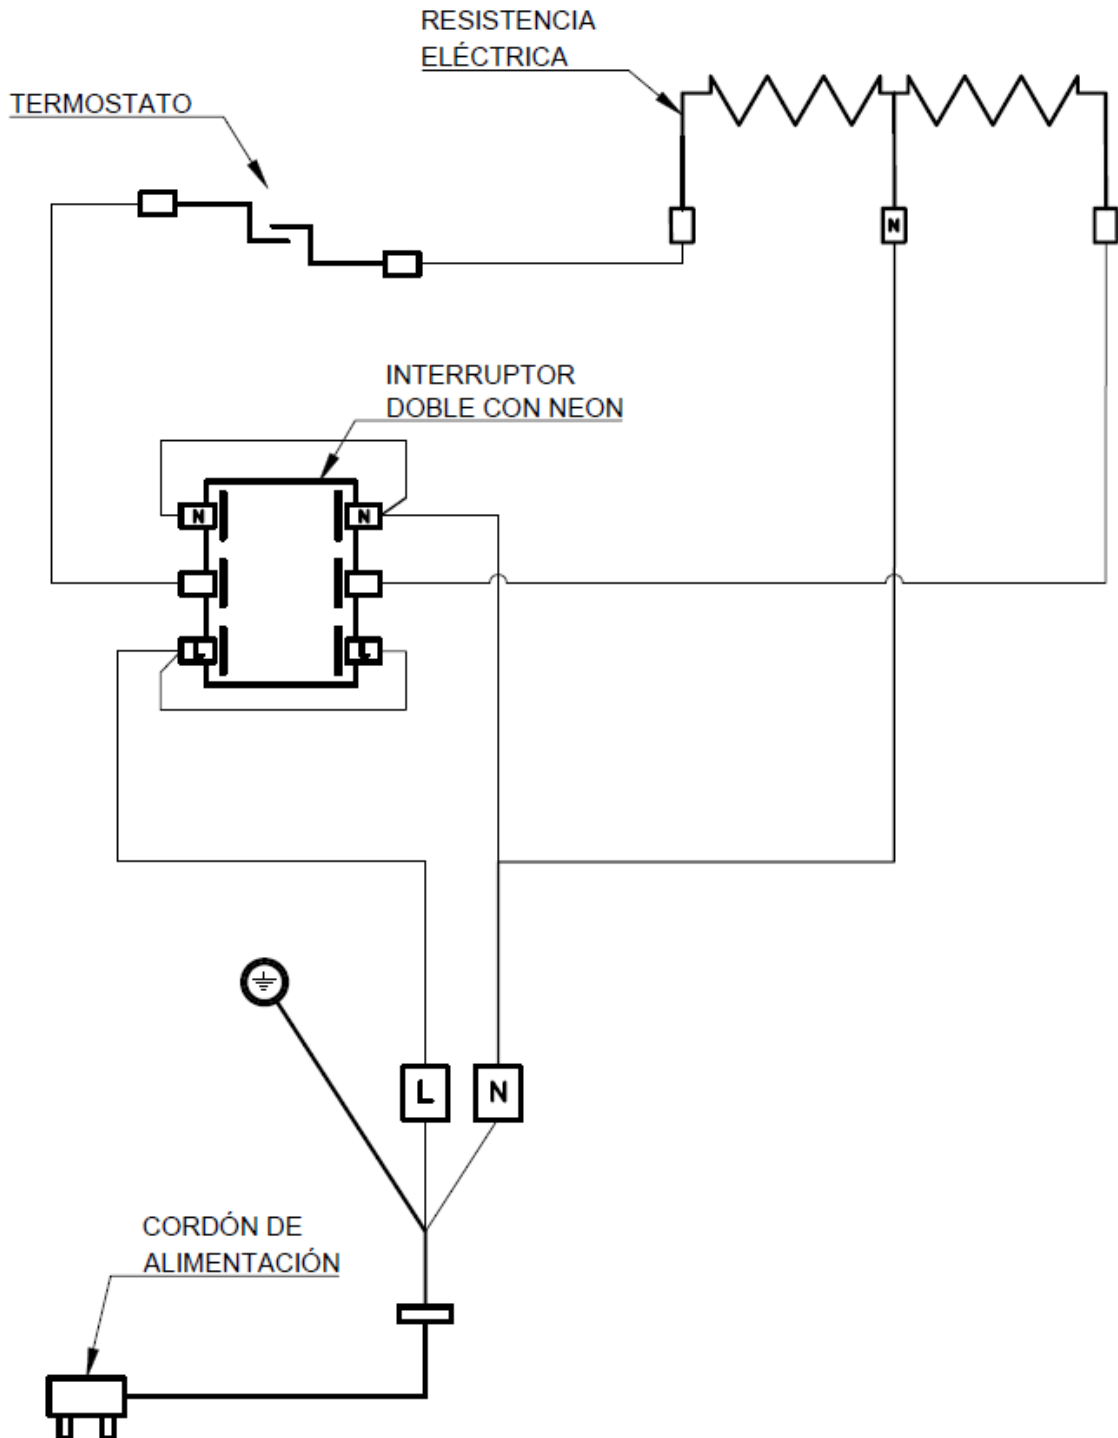 RESISTENCIA
ELÉCTRICA
TERMOSTATO
N
INTERRUPTOR
DOBLE CON NEON
N N
L L
L N
CORDÓN DE
ALIMENTACIÓN